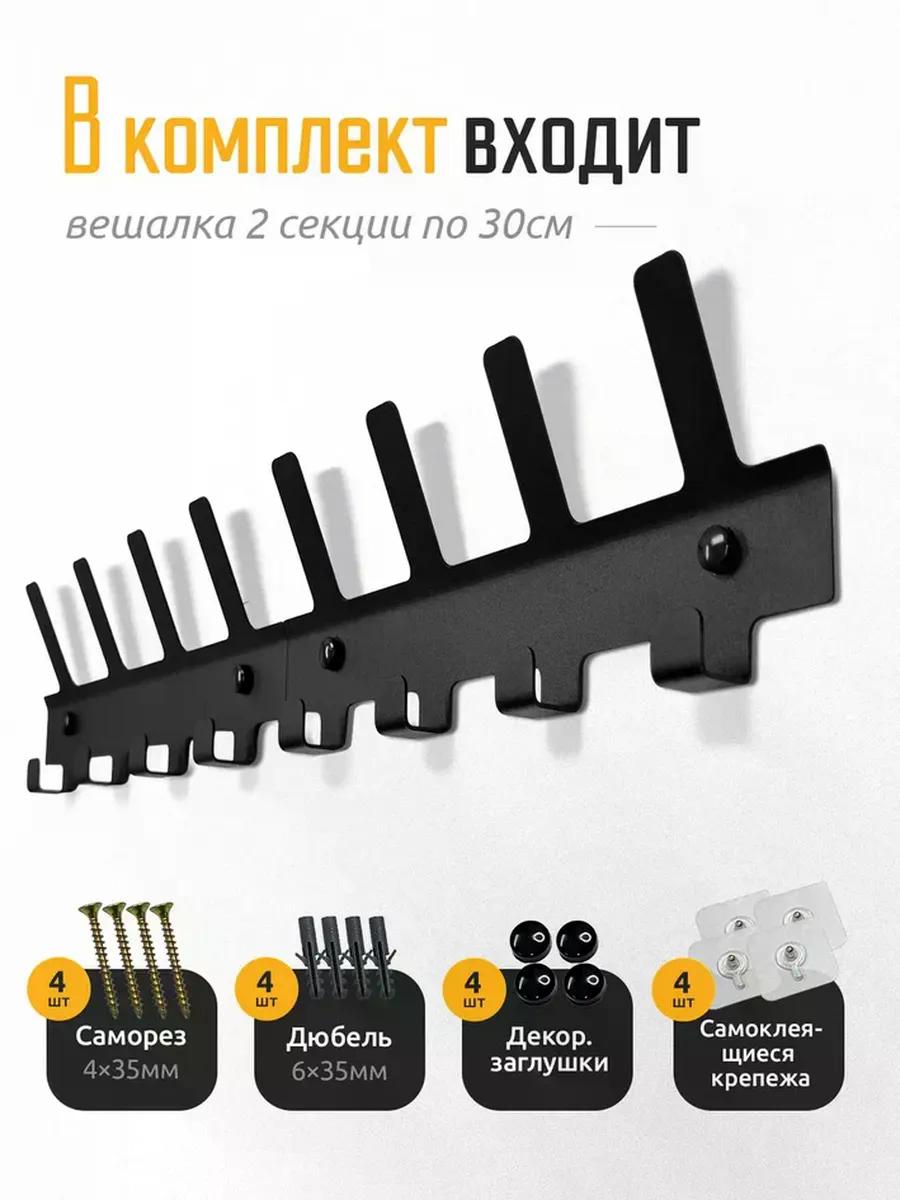 В комплект входит
вешалка 2 секции по 30см
4
шт
Саморез
4×35мм
4
шт
Дюбель
6×35мм
4
шт
Декор.
заглушки
4
шт
Самоклея-
щиеся
крепежа